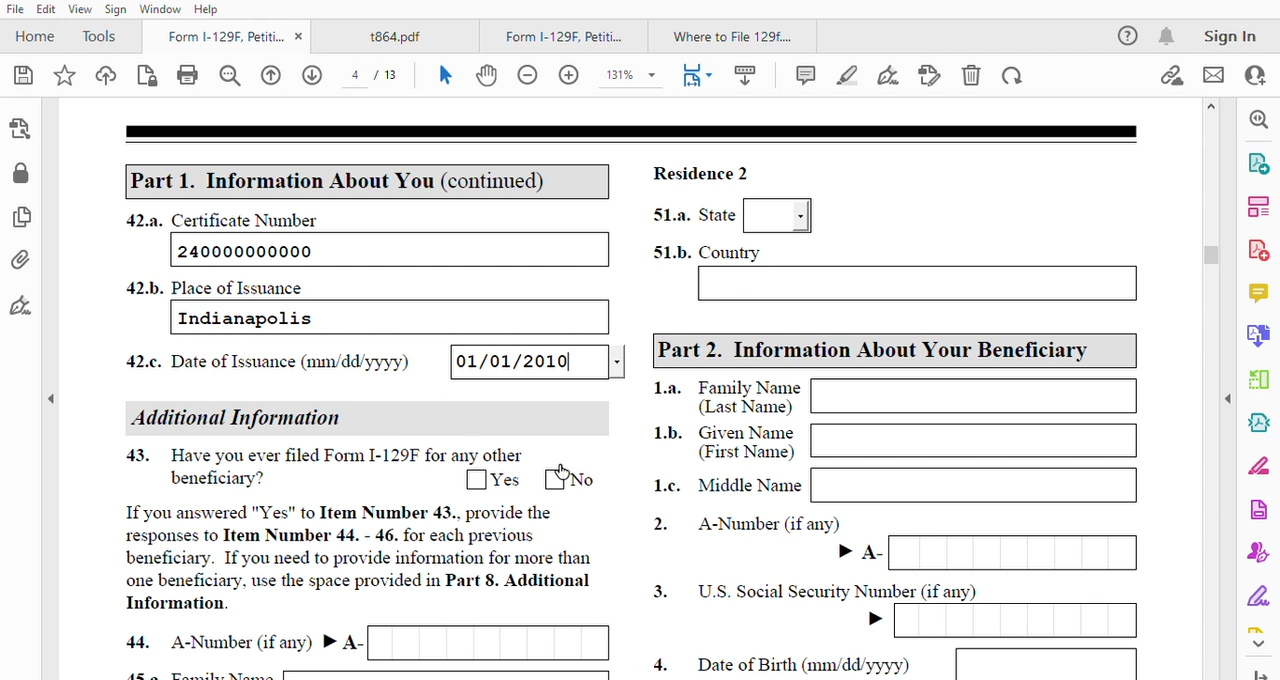 File Edit View Sign Window Help
Home Tools Form I-129F, Petiti... × t864.pdf Form I-129F, Petiti... Where to File 129f.... Sign In
4 / 13 131%
Part 1. Information About You (continued)
42.a. Certificate Number
240000000000
42.b. Place of Issuance
Indianapolis
42.c. Date of Issuance (mm/dd/yyyy) 01/01/2010
Additional Information
43. Have you ever filed Form I-129F for any other
beneficiary? Yes No
If you answered "Yes" to Item Number 43., provide the
responses to Item Number 44. - 46. for each previous
beneficiary. If you need to provide information for more than
one beneficiary, use the space provided in Part 8. Additional
Information.
44. A-Number (if any) ► A-
45.a. Family Name
Residence 2
51.a. State
51.b. Country
Part 2. Information About Your Beneficiary
1.a. Family Name
(Last Name)
1.b. Given Name
(First Name)
1.c. Middle Name
2. A-Number (if any)
► A-
3. U.S. Social Security Number (if any)
►
4. Date of Birth (mm/dd/yyyy)